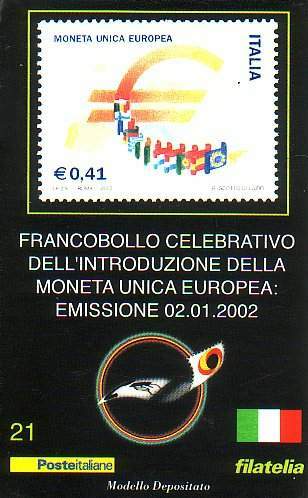 MONETA UNICA EUROPEA
ITALIA
€ 0,41
FRANCOBOLLO CELEBRATIVO
DELL'INTRODUZIONE DELLA
MONETA UNICA EUROPEA:
EMISSIONE 02.01.2002
21
Posteitaliane
filatelia
Modello Depositato